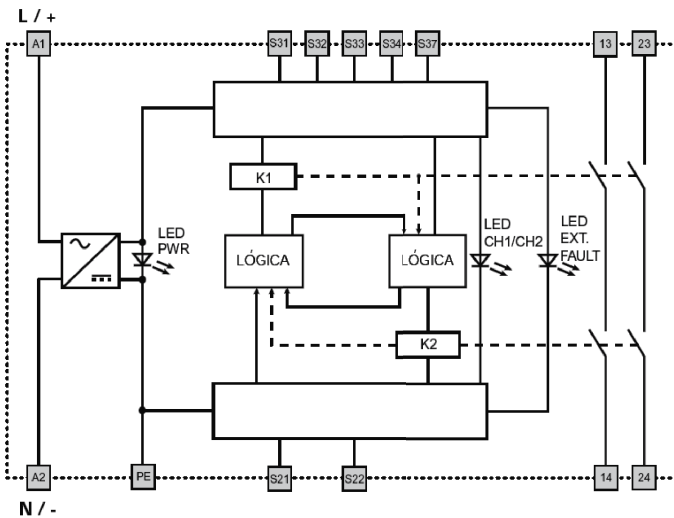 L / +
A1
S31
S32
S33
S34
S37
13
23
K1
LED
PWR
LÓGICA
LÓGICA
LED
CH1/CH2
LED
EXT.
FAULT
K2
A2
PE
S21
S22
14
24
N / -